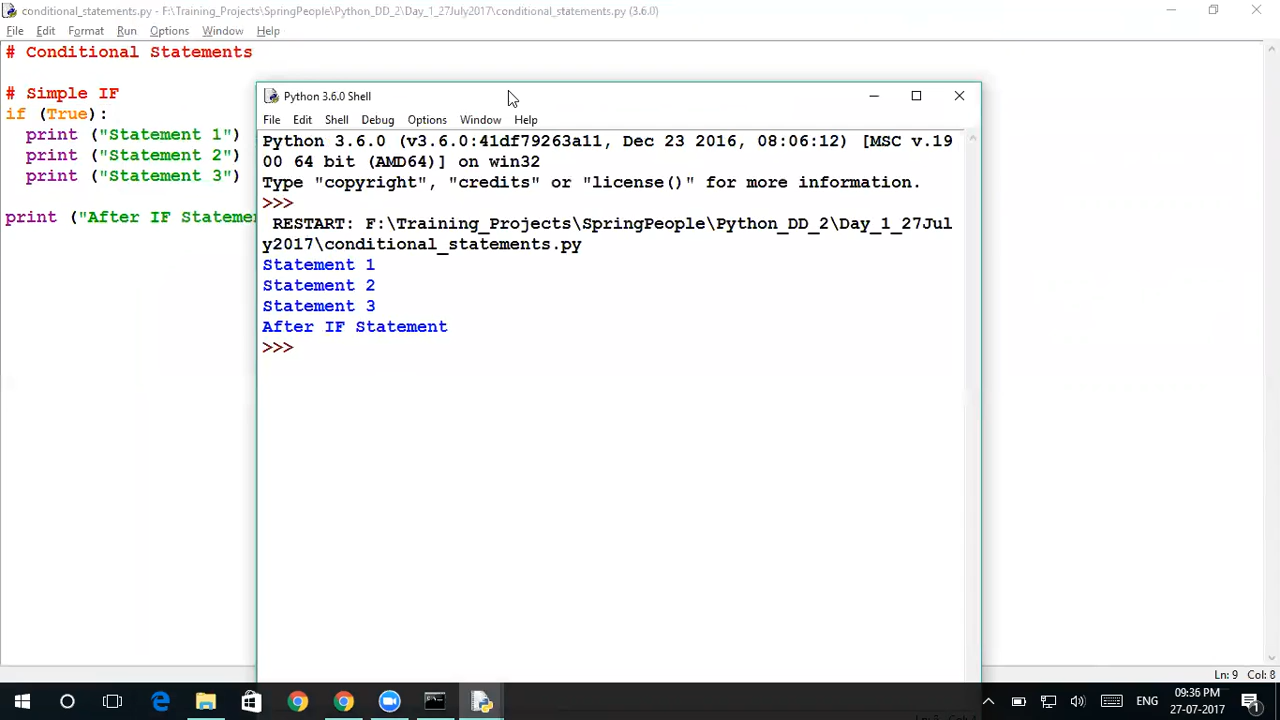 conditional_statements.py - F:\Training_Projects\SpringPeople\Python_DD_2\Day_1_27July2017\conditional_statements.py (3.6.0)
File Edit Format Run Options Window Help
# Conditional Statements
# Simple IF
if (True):
print ("Statement 1")
print ("Statement 2")
print ("Statement 3")
print ("After IF Stateme
Python 3.6.0 Shell
File Edit Shell Debug Options Window Help
Python 3.6.0 (v3.6.0:41df79263a11, Dec 23 2016, 08:06:12) [MSC v.19
00 64 bit (AMD64)] on win32
Type "copyright", "credits" or "license()" for more information.
>>>
RESTART: F:\Training_Projects\SpringPeople\Python_DD_2\Day_1_27Jul
y2017\conditional_statements.py
Statement 1
Statement 2
Statement 3
After IF Statement
>>>
Ln: 9 Col: 8
ENG
09:36 PM
27-07-2017
1